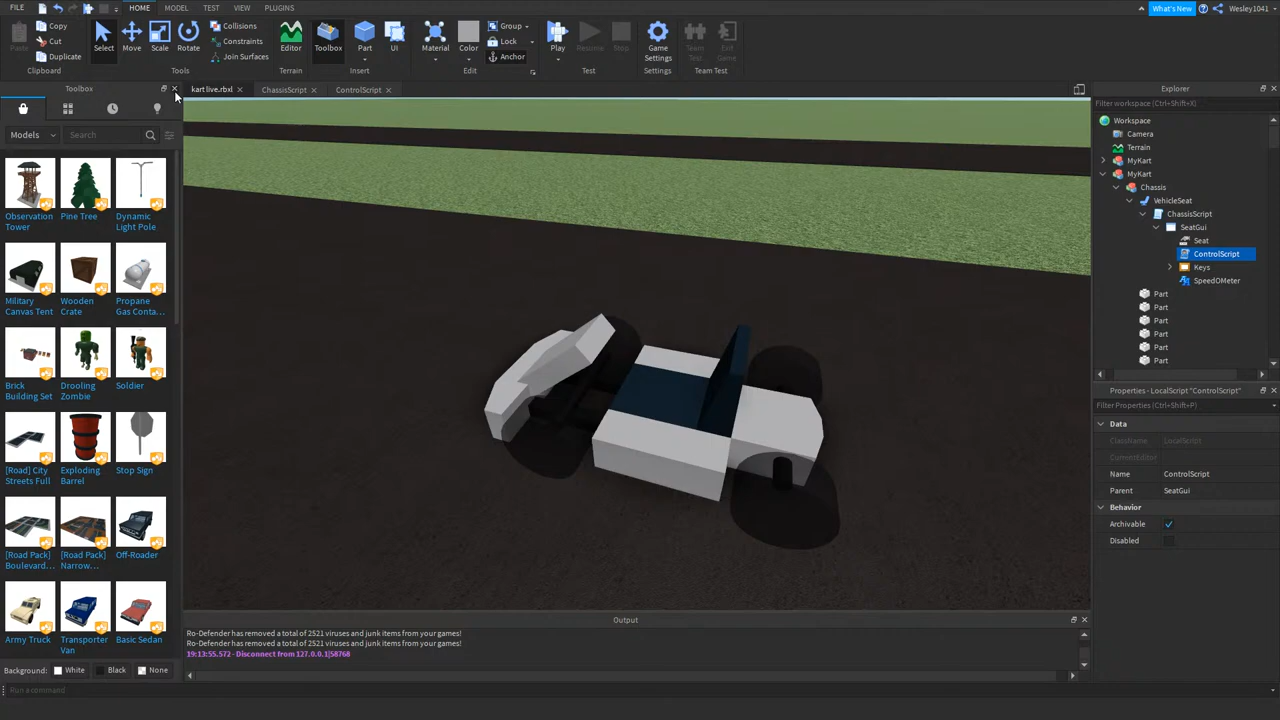 FILE HOME MODEL TEST VIEW PLUGINS What's New Wesley1041
Paste Copy Cut Duplicate Select Move Scale Rotate Collisions Constraints Join Surfaces Editor Toolbox Part UI Material Color Group Lock Anchor Play Resume Stop Game Settings Team Test Exit Game
Clipboard Tools Terrain Insert Edit Test Settings Team Test
Toolbox
Models Search
Observation Tower
Pine Tree
Dynamic Light Pole
Military Canvas Tent
Wooden Crate
Propane Gas Conta...
Brick Building Set
Drooling Zombie
Soldier
[Road] City Streets Full
Exploding Barrel
Stop Sign
[Road Pack] Boulevard...
[Road Pack] Narrow...
Off-Roader
Army Truck
Transporter Van
Basic Sedan
Background: White Black None
Run a command
kart live.rbxl ChassisScript ControlScript
Output
Ro-Defender has removed a total of 2521 viruses and junk items from your games!
Ro-Defender has removed a total of 2521 viruses and junk items from your games!
19:13:55.572 - Disconnect from 127.0.0.1|58768
Explorer
Filter workspace (Ctrl+Shift+X)
Workspace
Camera
Terrain
MyKart
MyKart
Chassis
VehicleSeat
ChassisScript
SeatGui
Seat
ControlScript
Keys
SpeedOMeter
Part
Part
Part
Part
Part
Part
Properties - LocalScript "ControlScript"
Filter Properties (Ctrl+Shift+P)
Data
ClassName LocalScript
CurrentEditor
Name ControlScript
Parent SeatGui
Behavior
Archivable
Disabled